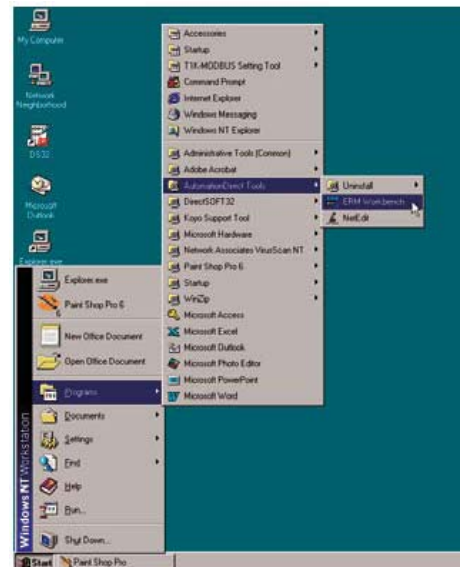 My Computer
Network
Neighborhood
DS32
Microsoft
Outlook
Explorer.exe
Accessories
Startup
T1K-MODBUS Setting Tool
Command Prompt
Internet Explorer
Windows Messaging
Windows NT Explorer
Administrative Tools (Common)
Adobe Acrobat
AutomationDirect Tools
DirectSOFT 32
Koyo Support Tool
Microsoft Hardware
Network Associates VirusScan NT
Paint Shop Pro 6
Startup
WinZip
Microsoft Access
Microsoft Excel
Microsoft Outlook
Microsoft Photo Editor
Microsoft PowerPoint
Microsoft Word
Uninstall
ERM Workbench
NetEdit
Explorer.exe
Paint Shop Pro 6
New Office Document
Open Office Document
Programs
Documents
Settings
Find
Help
Run...
Shut Down...
Windows NT Workstation
Start
Paint Shop Pro